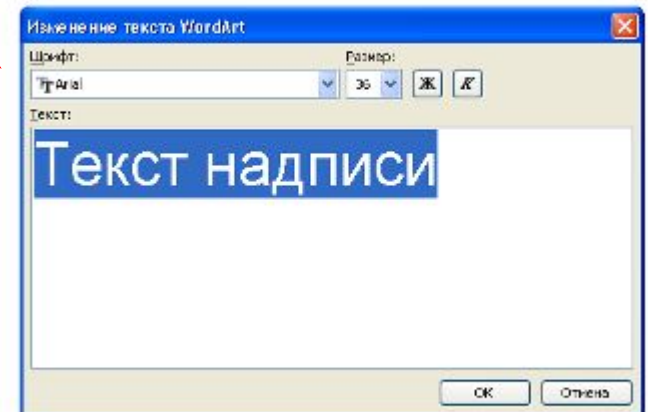 Изменение текста WordArt
Шрифт: Размер:
Arial 36 Ж К
Текст:
Текст надписи
ОК Отмена